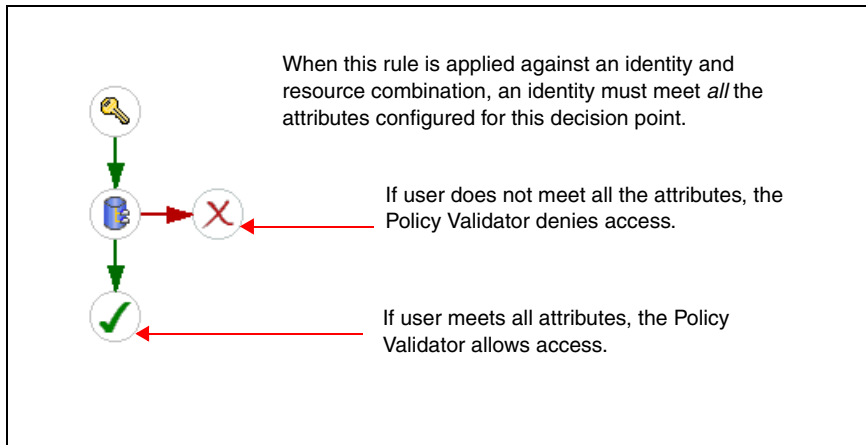 When this rule is applied against an identity and
resource combination, an identity must meet all the
attributes configured for this decision point.
If user does not meet all the attributes, the
Policy Validator denies access.
If user meets all attributes, the Policy
Validator allows access.